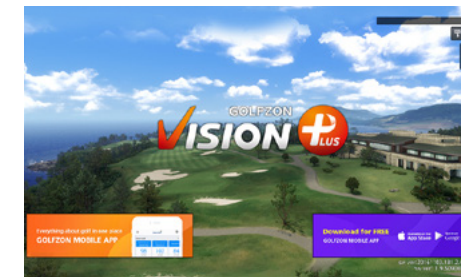 GOLFZON
VISION PLUS
Everything about golf in one place
GOLFZON MOBILE APP
Download for FREE
GOLFZON MOBILE APP
App Store